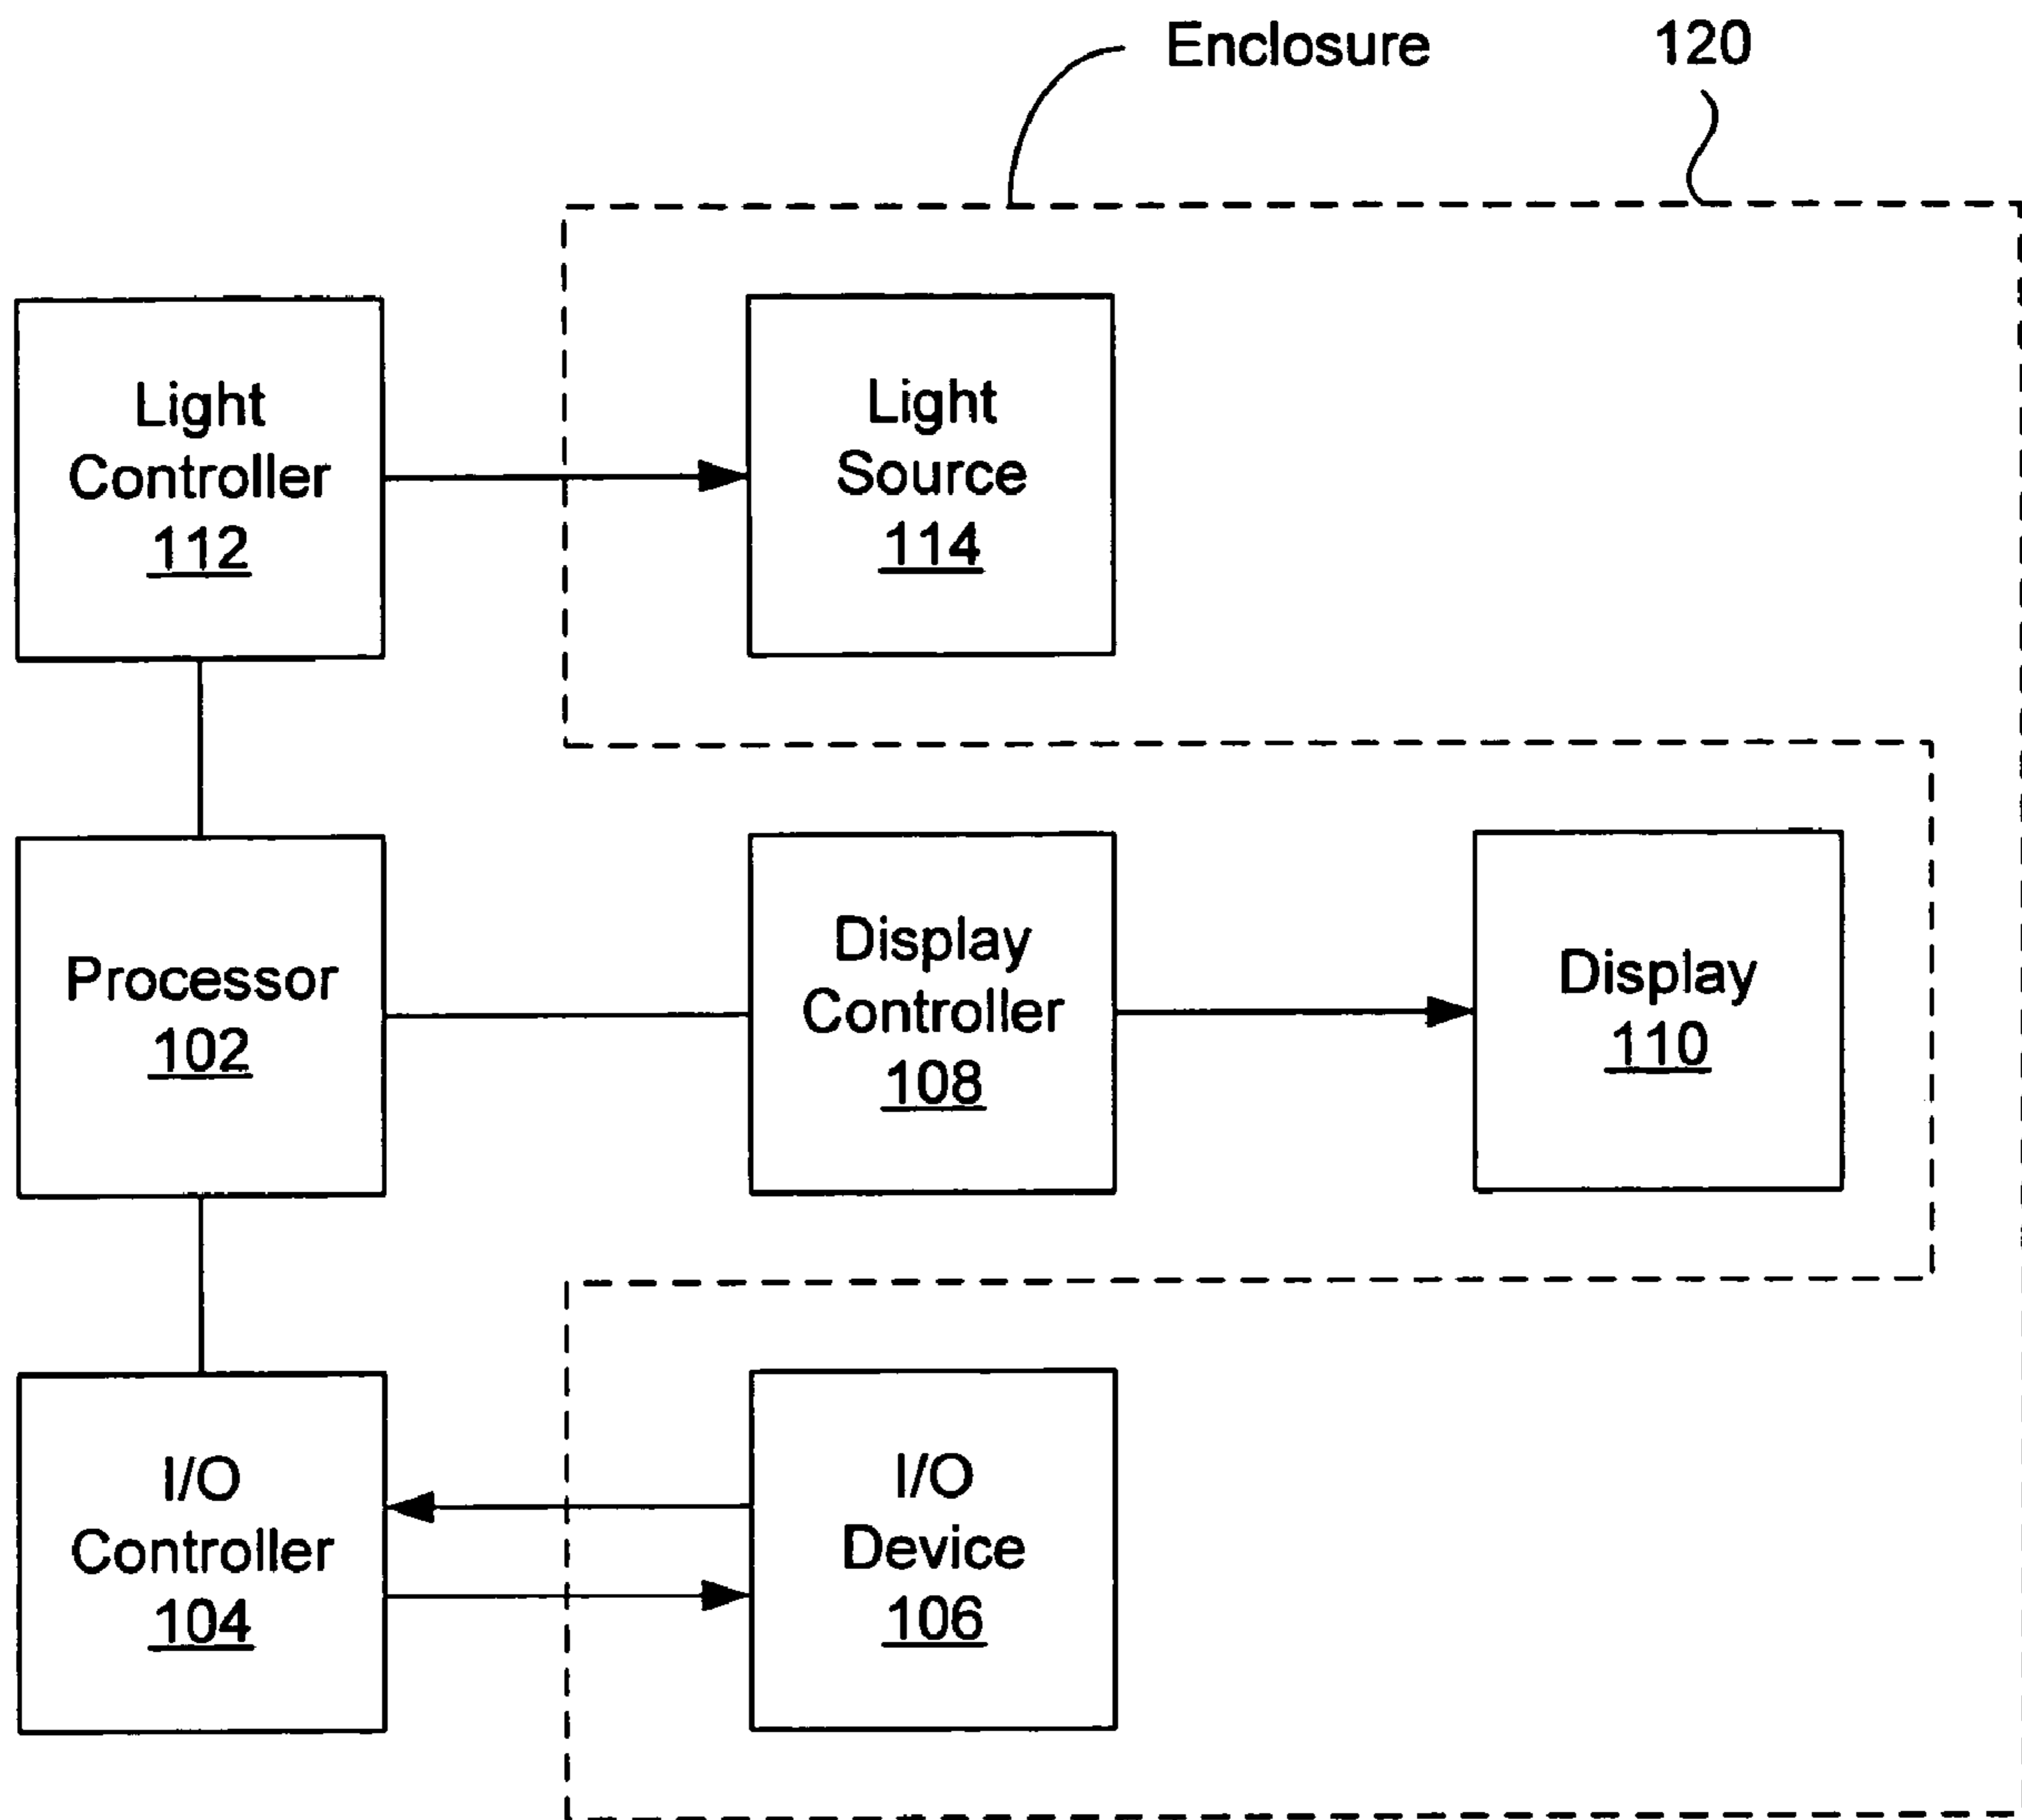 Enclosure 120
Light
Controller
112
Light
Source
114
Processor
102
Display
Controller
108
Display
110
I/O
Controller
104
I/O
Device
106